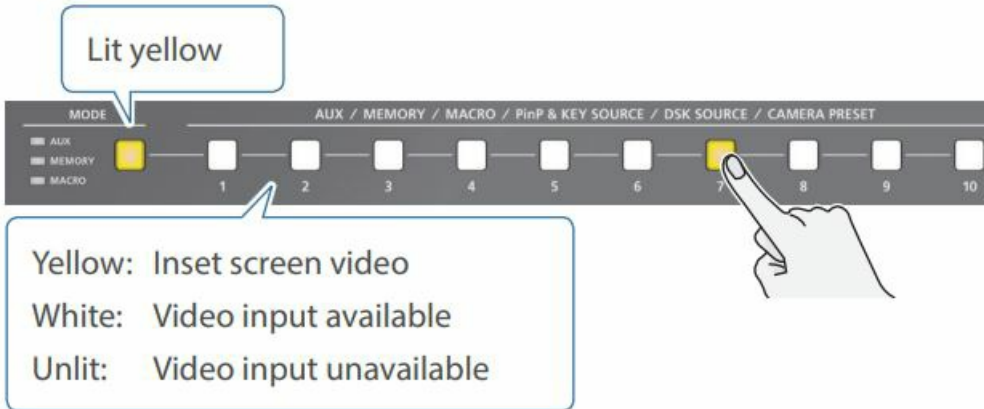 Lit yellow
MODE
AUX / MEMORY / MACRO / PinP & KEY SOURCE / DSK SOURCE / CAMERA PRESET
AUX
MEMORY
MACRO
1 2 3 4 5 6 7 8 9 10
Yellow: Inset screen video
White: Video input available
Unlit: Video input unavailable